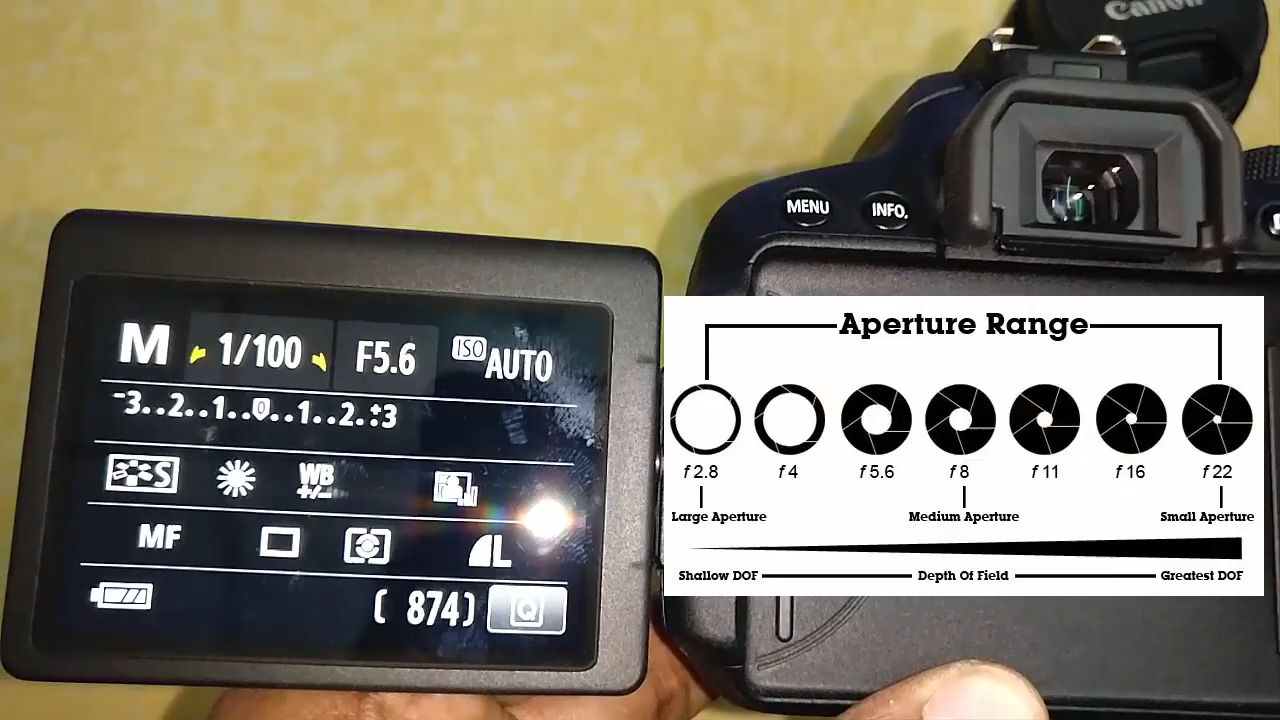 Canon
MENU
INFO.
M 1/100 F5.6 ISO AUTO
-3..2..1..0..1..2.:+3
S
WB
+/-
MF
L
( 874) Q
Aperture Range
f 2.8 f 4 f 5.6 f 8 f 11 f 16 f 22
Large Aperture Medium Aperture Small Aperture
Shallow DOF Depth Of Field Greatest DOF